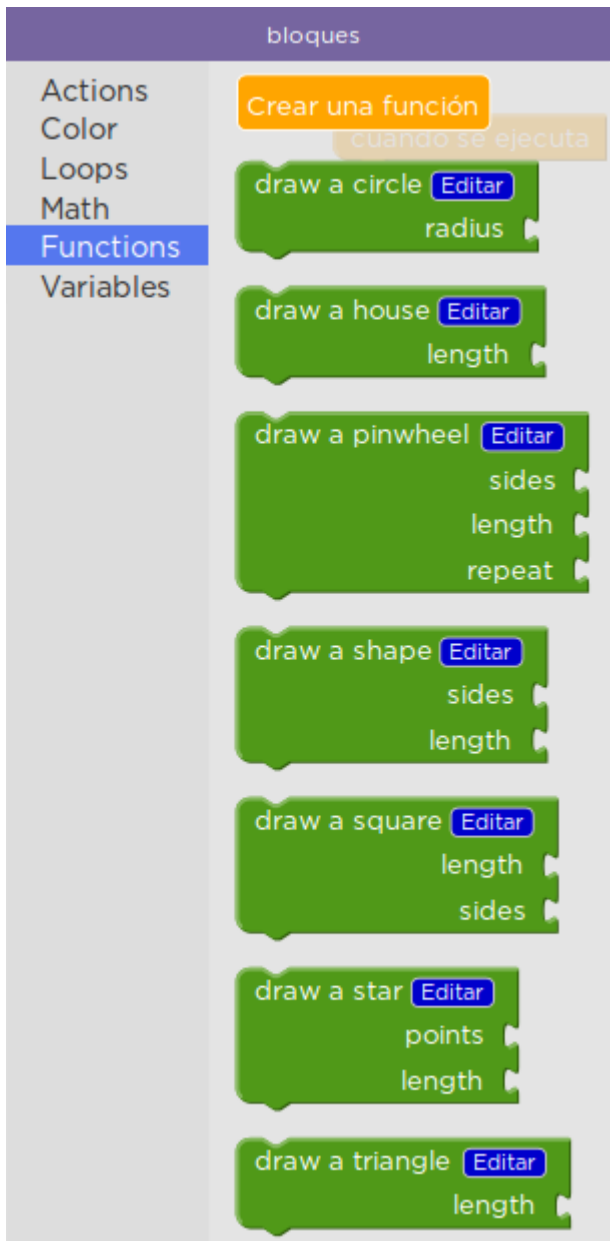 bloques
Actions
Color
Loops
Math
Functions
Variables
Crear una función
cuando se ejecuta
draw a circle Editar
radius
draw a house Editar
length
draw a pinwheel Editar
sides
length
repeat
draw a shape Editar
sides
length
draw a square Editar
length
sides
draw a star Editar
points
length
draw a triangle Editar
length